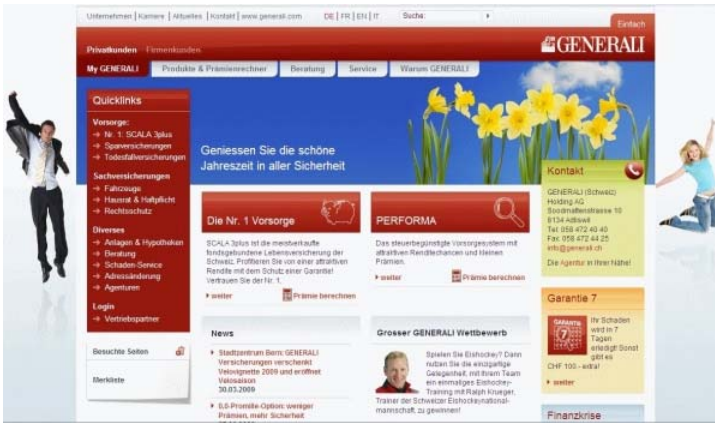 Unternehmen | Karriere | Aktuelles | Kontakt | www.generali.com
DE | FR | EN | IT
Suche:
Einfach
Privatkunden Firmenkunden
GENERALI
My GENERALI
Produkte & Prämienrechner
Beratung
Service
Warum GENERALI
Quicklinks
Vorsorge:
Nr. 1: SCALA 3plus
Sparversicherungen
Todesfallversicherungen
Sachversicherungen
Fahrzeuge
Hausrat & Haftpflicht
Rechtsschutz
Diverses
Anlagen & Hypotheken
Beratung
Schaden-Service
Adressänderung
Agenturen
Login
Vertriebspartner
Besuchte Seiten
Merkliste
Geniessen Sie die schöne
Jahreszeit in aller Sicherheit
Die Nr. 1 Vorsorge
SCALA 3plus ist die meistverkaufte
fondsgebundene Lebensversicherung der
Schweiz. Profitieren Sie von einer attraktiven
Rendite mit dem Schutz einer Garantie!
Vertrauen Sie der Nr. 1.
weiter
Prämie berechnen
PERFORMA
Das steuerbegünstigte Vorsorgesystem mit
attraktiven Renditechancen und kleinen
Prämien.
weiter
Prämie berechnen
News
Stadtzentrum Bern: GENERALI
Versicherungen verschenkt
Velovignette 2009 und eröffnet
Velosaison
30.03.2009
0,0-Promille-Option: weniger
Prämien, mehr Sicherheit
Grosser GENERALI Wettbewerb
Spielen Sie Eishockey? Dann
nutzen Sie die einzigartige
Gelegenheit, mit Ihrem Team
ein einmaliges Eishockey-
Training mit Ralph Krueger,
Trainer der Schweizer Eishockeynational-
mannschaft, zu gewinnen!
Kontakt
GENERALI (Schweiz)
Holding AG
Soodmattenstrasse 10
8134 Adliswil
Tel: 058 472 40 40
Fax: 058 472 44 25
info@generali.ch
Die Agentur in Ihrer Nähe!
Garantie 7
GARANTIE
7
Ihr Schaden
wird in 7
Tagen
erledigt! Sonst
gibt es
CHF 100.- extra!
weiter
Finanzkrise